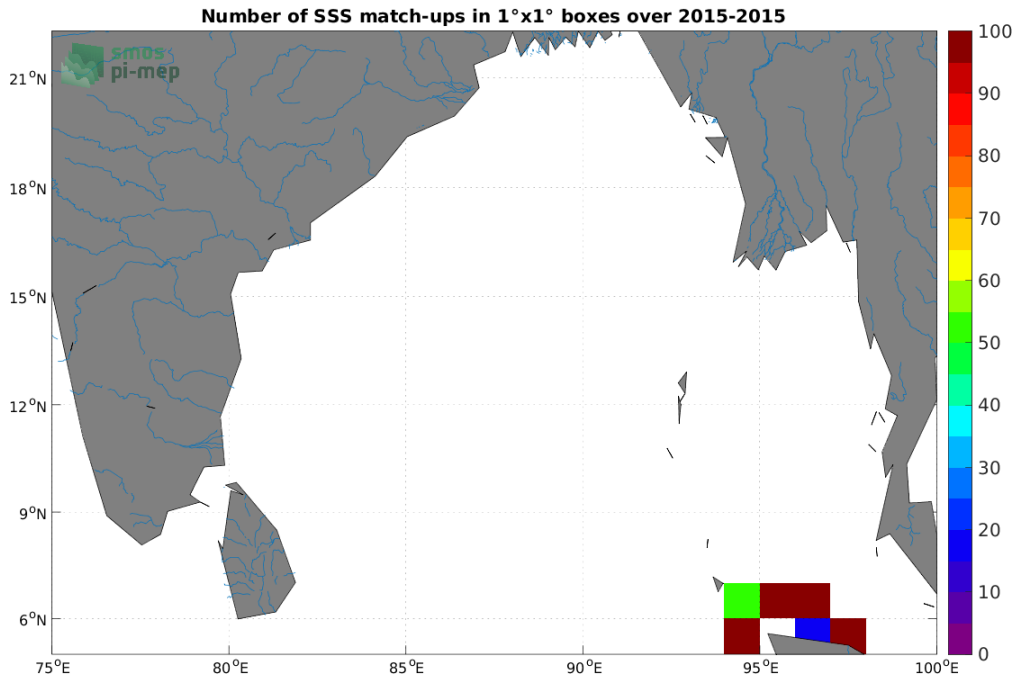 Number of SSS match-ups in 1°x1° boxes over 2015-2015
smos
pi-mep
21°N
18°N
15°N
12°N
9°N
6°N
75°E 80°E 85°E 90°E 95°E 100°E
100
90
80
70
60
50
40
30
20
10
0